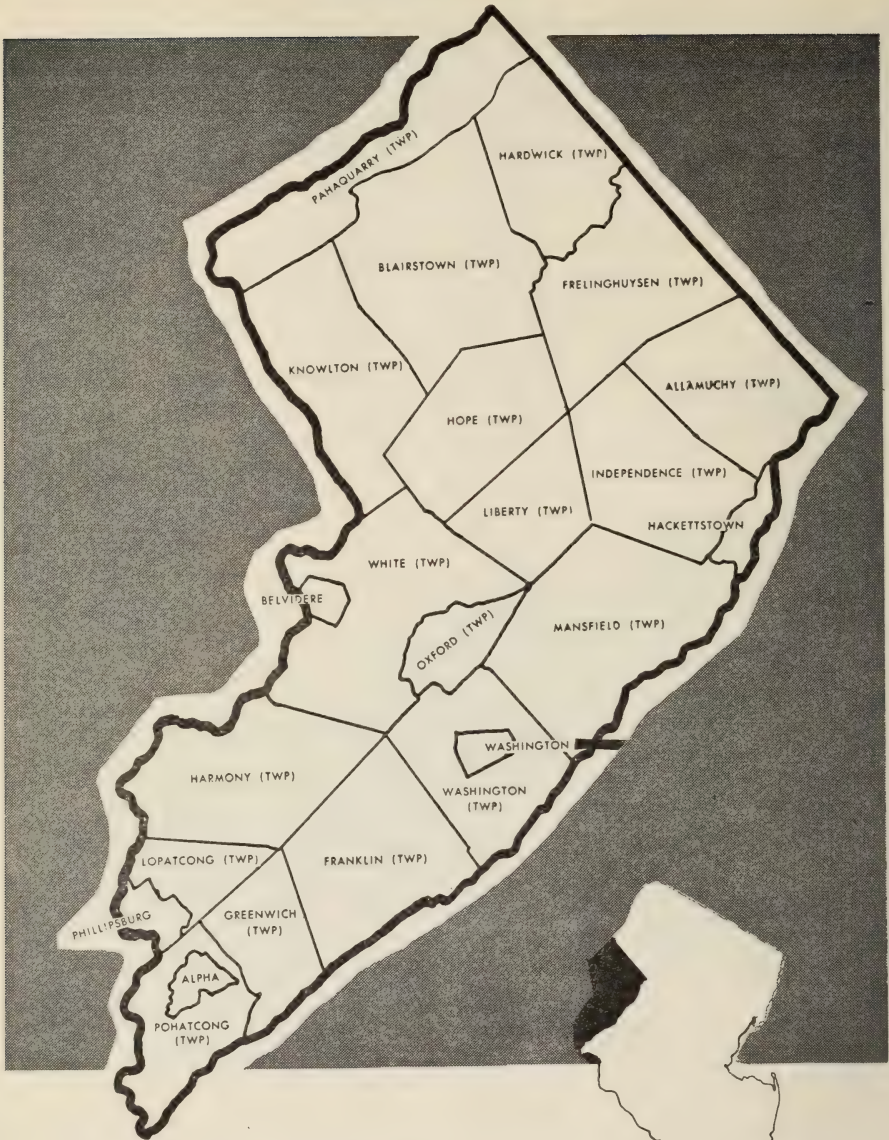 PAHAQUARRY (TWP)
HARDWICK (TWP)
BLAIRSTOWN (TWP)
FRELINGHUYSEN (TWP)
KNOWLTON (TWP)
ALLAMUCHY (TWP)
HOPE (TWP)
INDEPENDENCE (TWP)
LIBERTY (TWP)
HACKETTSTOWN
WHITE (TWP)
BELVIDERE
OXFORD (TWP)
MANSFIELD (TWP)
WASHINGTON
HARMONY (TWP)
WASHINGTON
(TWP)
LOPATCONG (TWP)
FRANKLIN (TWP)
PHILLIPSBURG
GREENWICH
(TWP)
ALPHA
POHATCONG
(TWP)